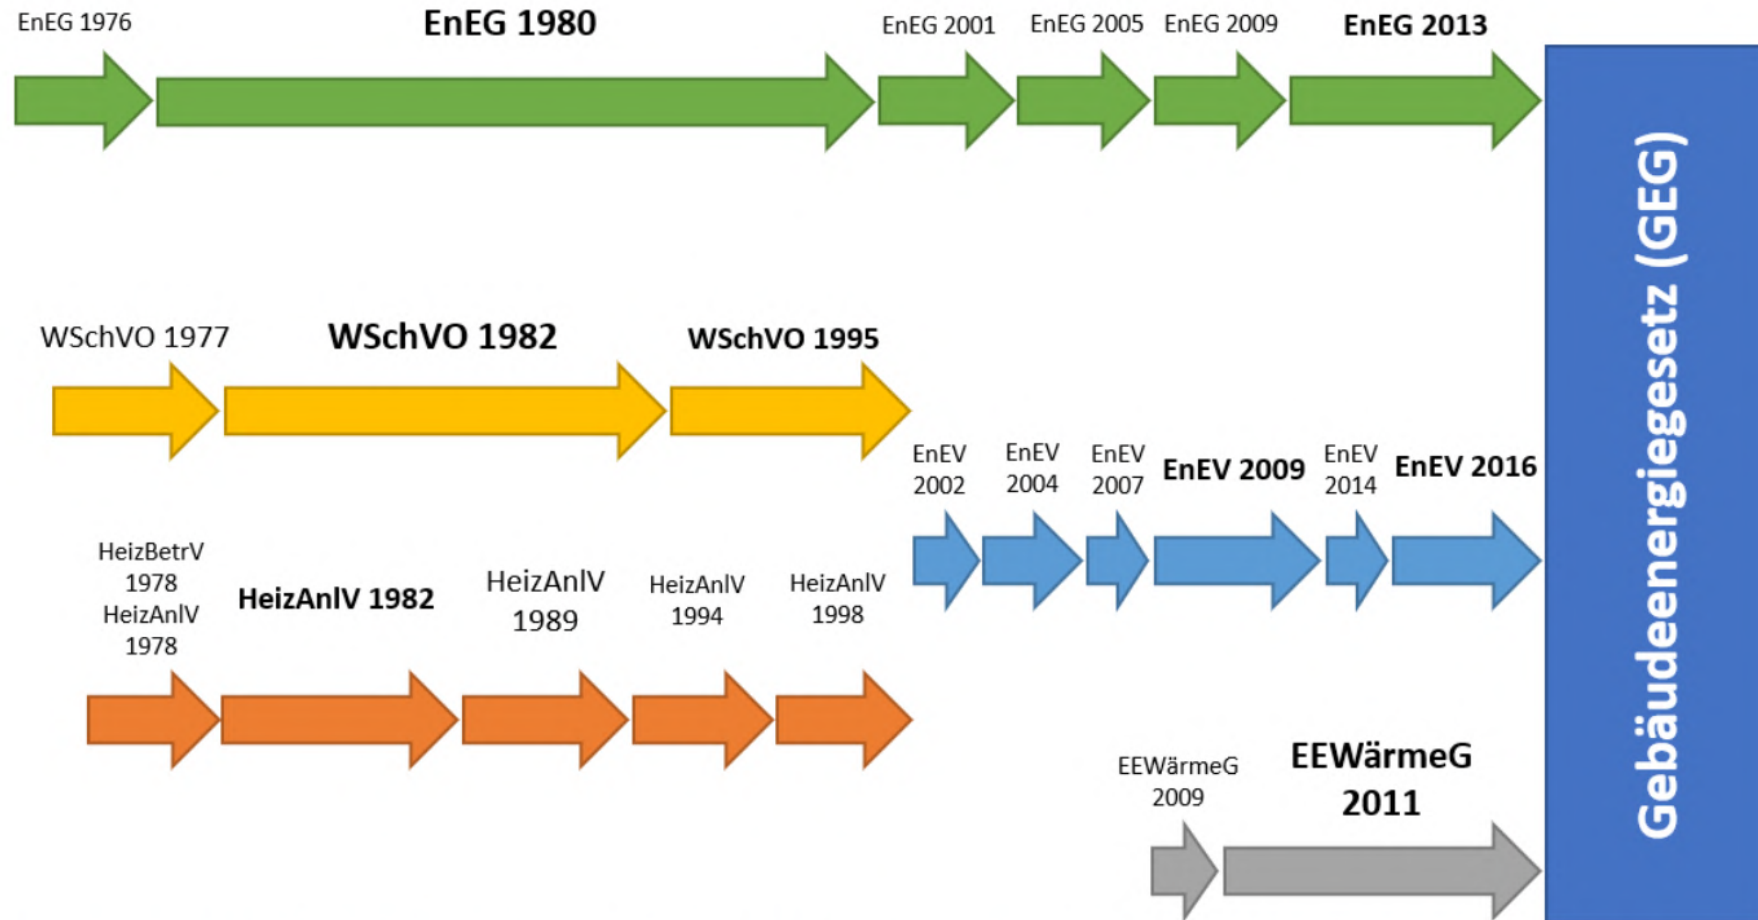 EnEG 1976
EnEG 1980
EnEG 2001
EnEG 2005
EnEG 2009
EnEG 2013
WSchVO 1977
WSchVO 1982
WSchVO 1995
EnEV
2002
EnEV
2004
EnEV
2007
EnEV 2009
EnEV
2014
EnEV 2016
HeizBetrV
1978
HeizAnlV
1978
HeizAnlV 1982
HeizAnlV
1989
HeizAnlV
1994
HeizAnlV
1998
EEWärmeG
2009
EEWärmeG
2011
Gebäudeenergiegesetz (GEG)